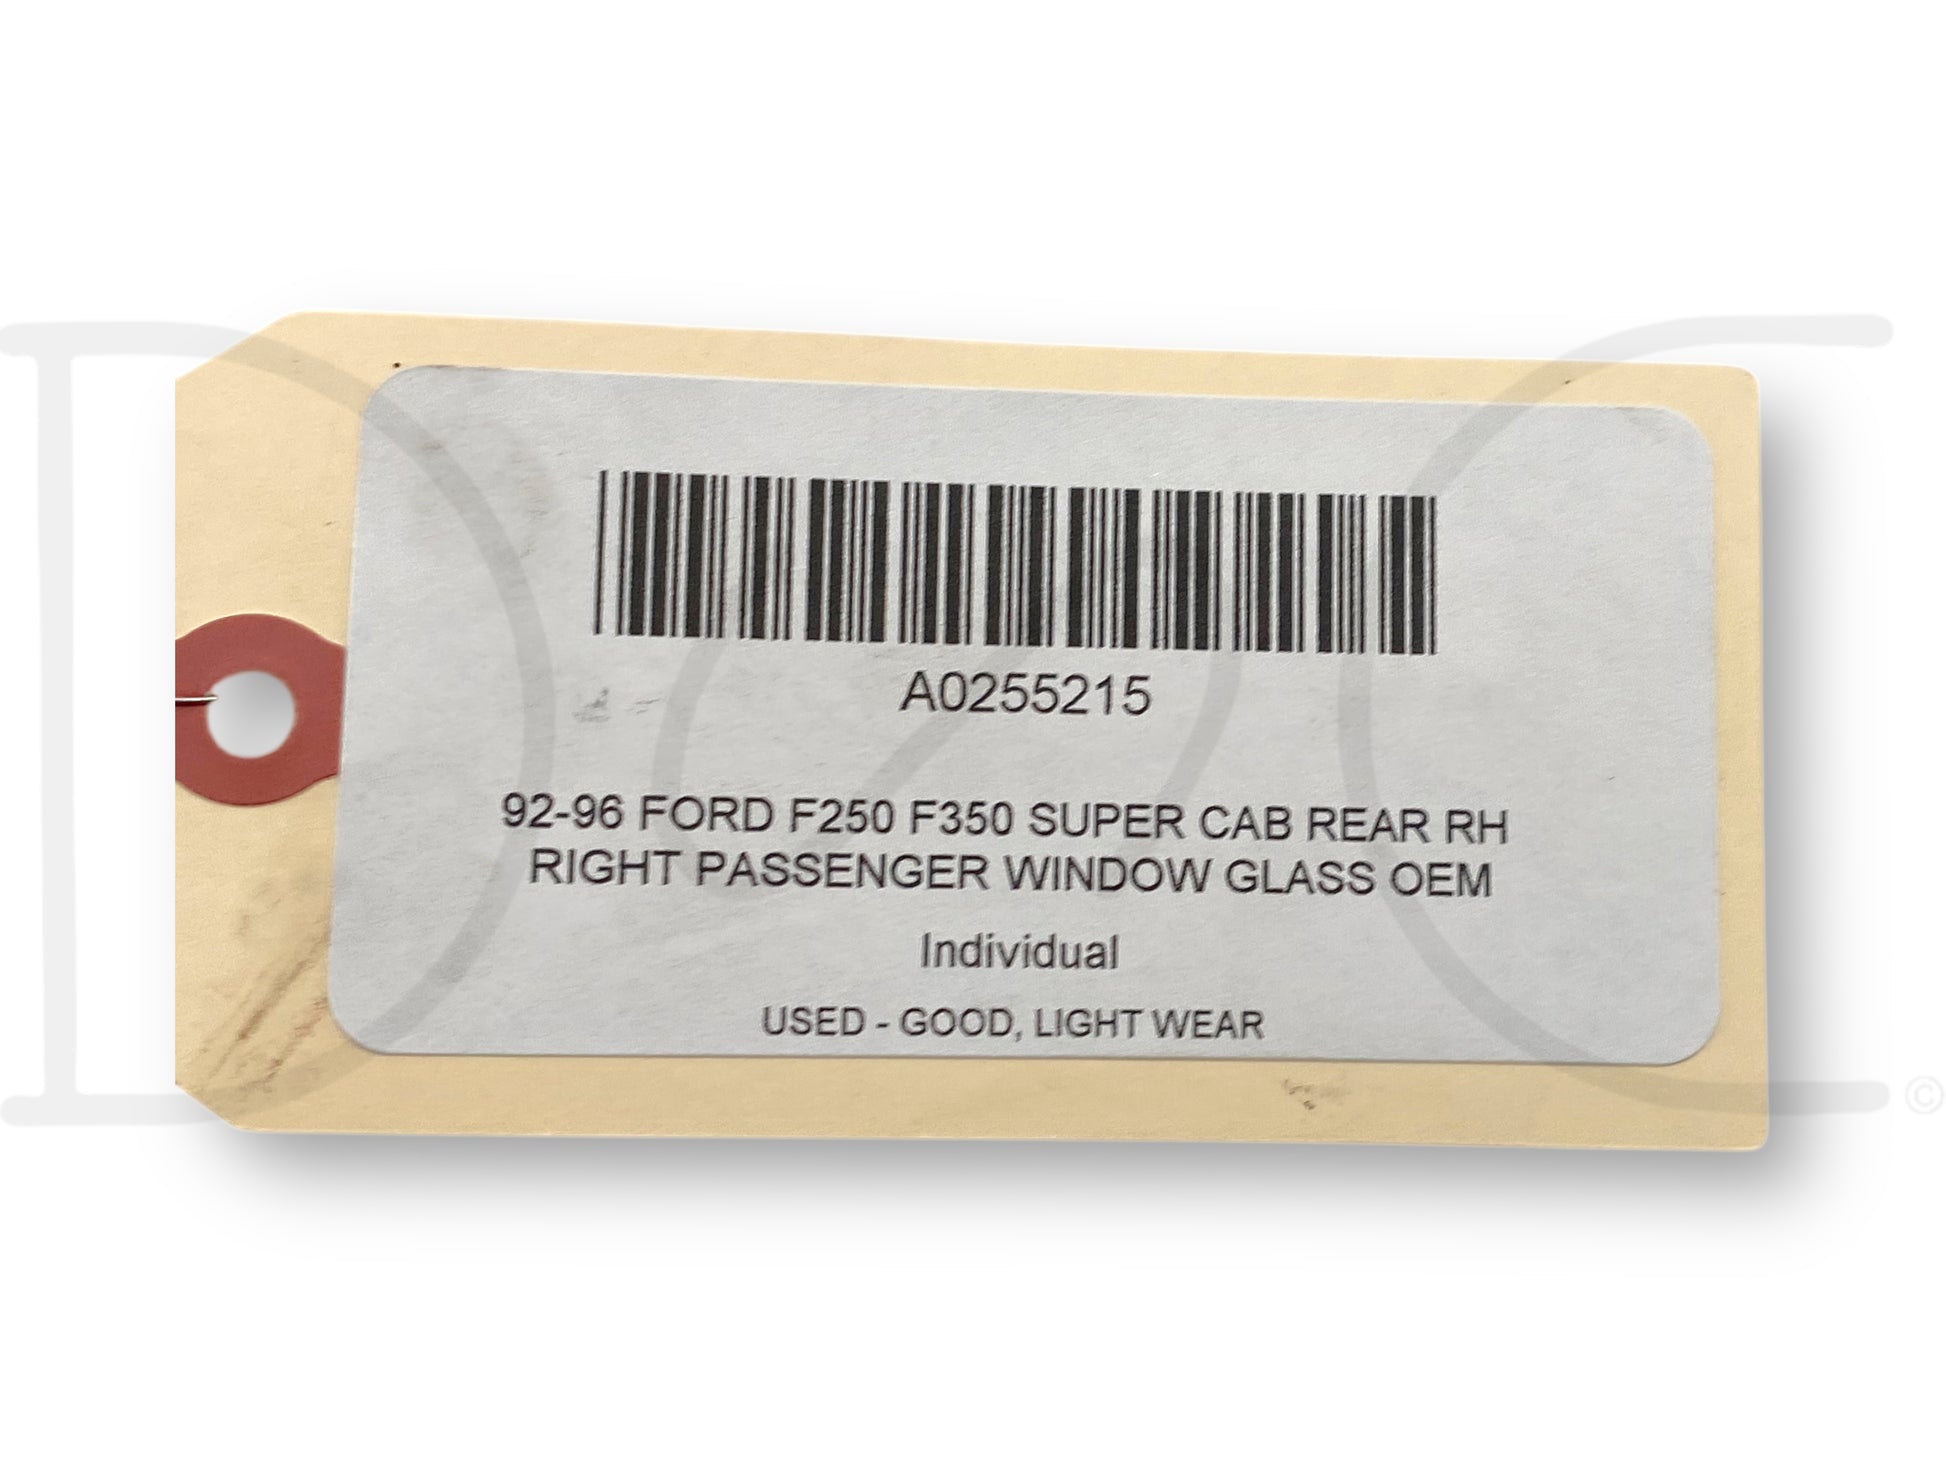 A0255215
92-96 FORD F250 F350 SUPER CAB REAR RH
RIGHT PASSENGER WINDOW GLASS OEM
Individual
USED - GOOD, LIGHT WEAR
©